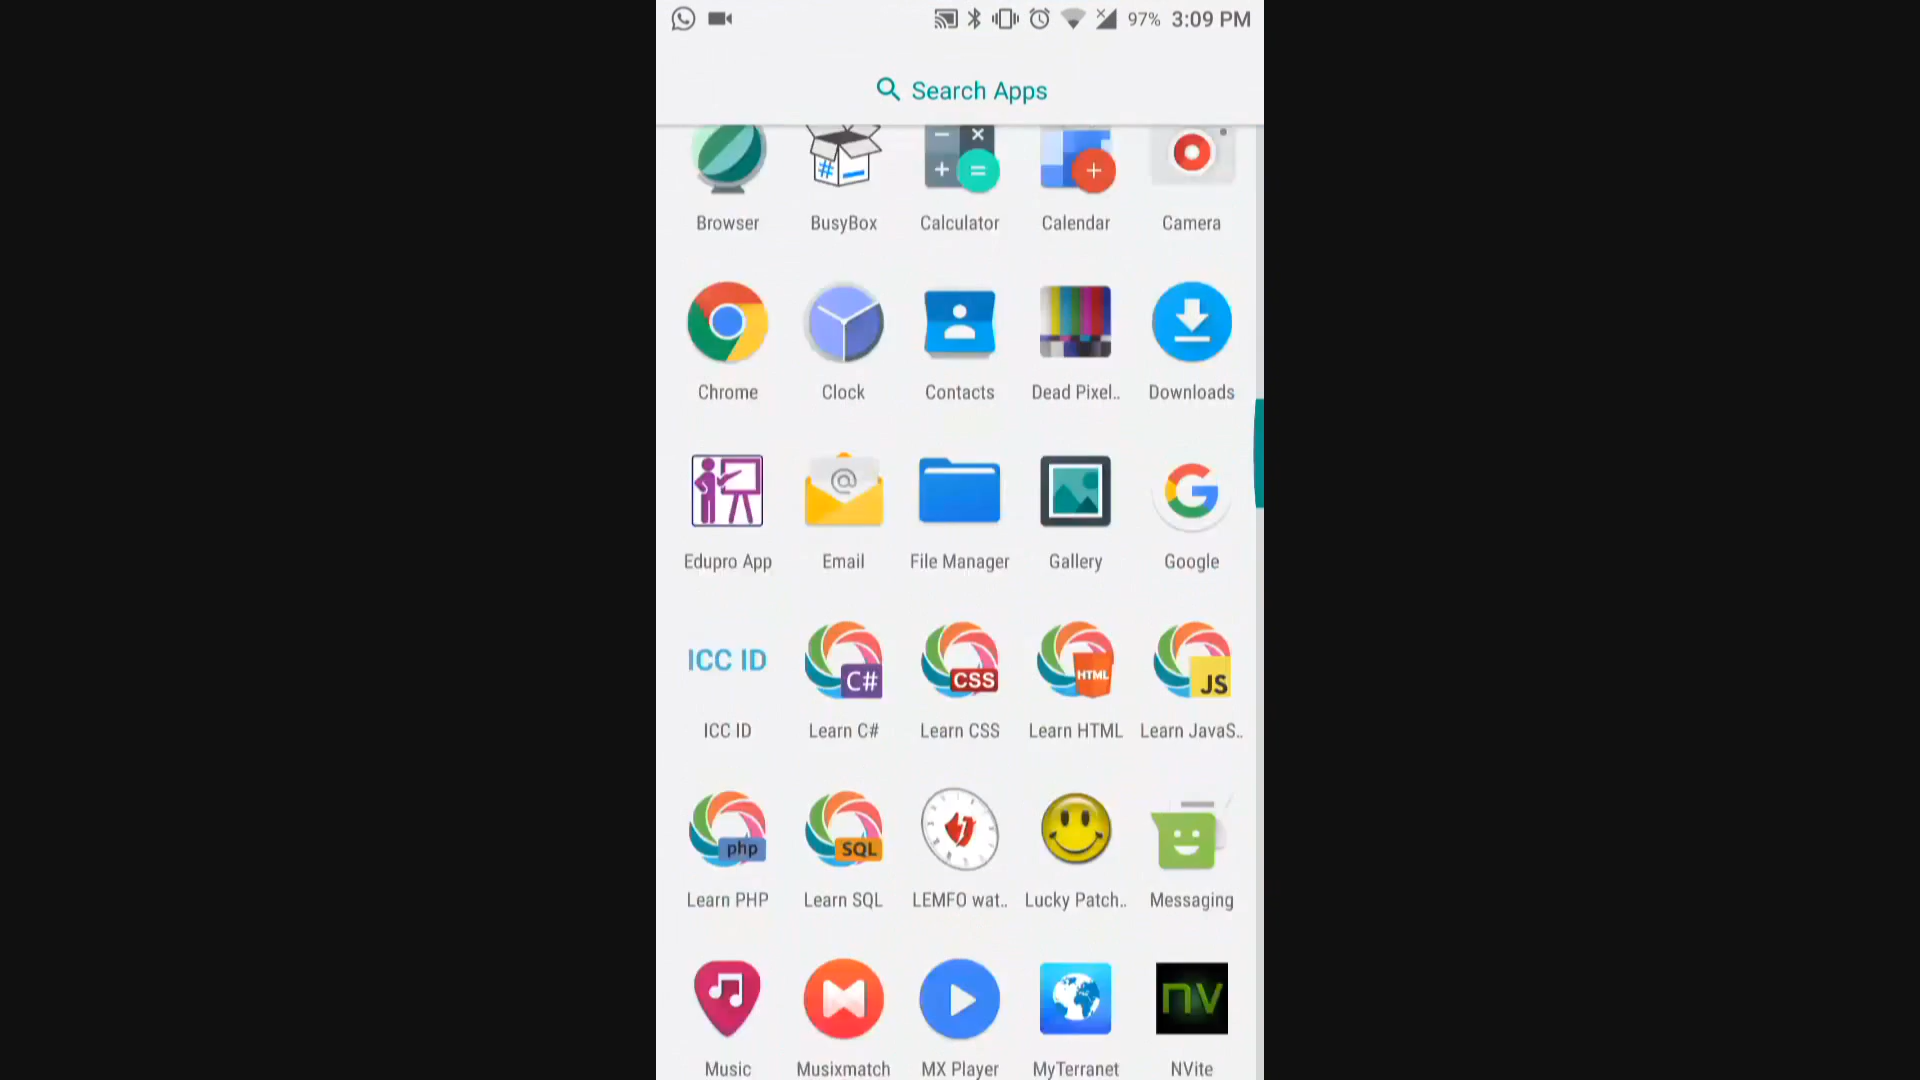 97% 3:09 PM
Search Apps
Browser BusyBox Calculator Calendar Camera
Chrome Clock Contacts Dead Pixel.. Downloads
Edupro App Email File Manager Gallery Google
ICC ID C# CSS HTML JS
ICC ID Learn C# Learn CSS Learn HTML Learn JavaS..
php SQL
Learn PHP Learn SQL LEMFO wat.. Lucky Patch.. Messaging
nv
Music Musixmatch MX Player MyTerranet NVite